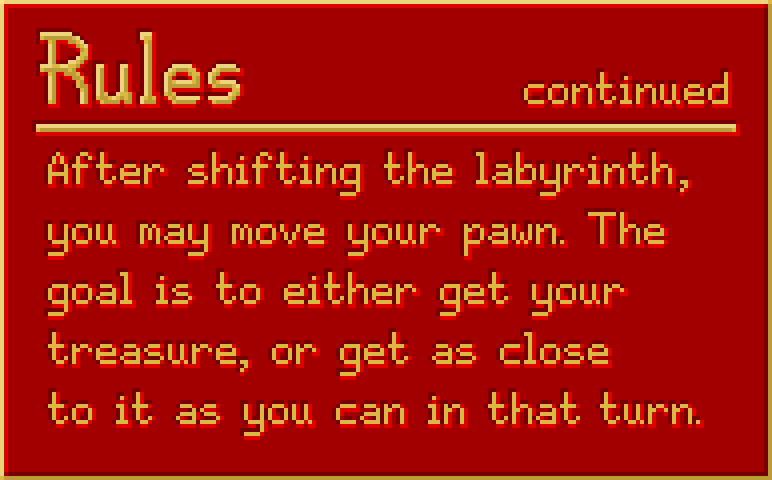 Rules
continued
After shifting the labyrinth,
you may move your pawn. The
goal is to either get your
treasure, or get as close
to it as you can in that turn.